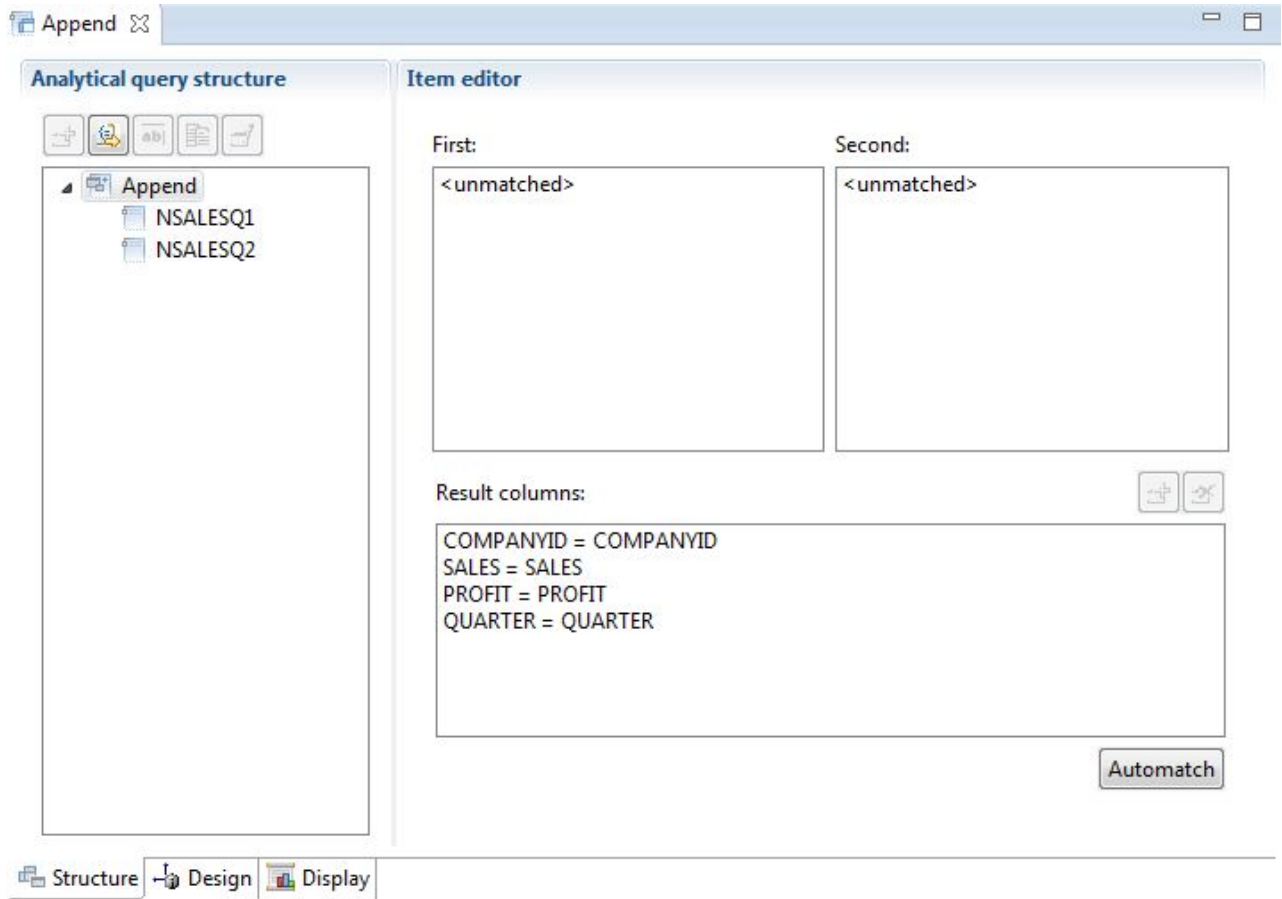 Append
Analytical query structure
Item editor
ab|
First:
Second:
Append
NSALESQ1
NSALESQ2
<unmatched>
<unmatched>
Result columns:
COMPANYID = COMPANYID
SALES = SALES
PROFIT = PROFIT
QUARTER = QUARTER
Automatch
Structure
Design
Display